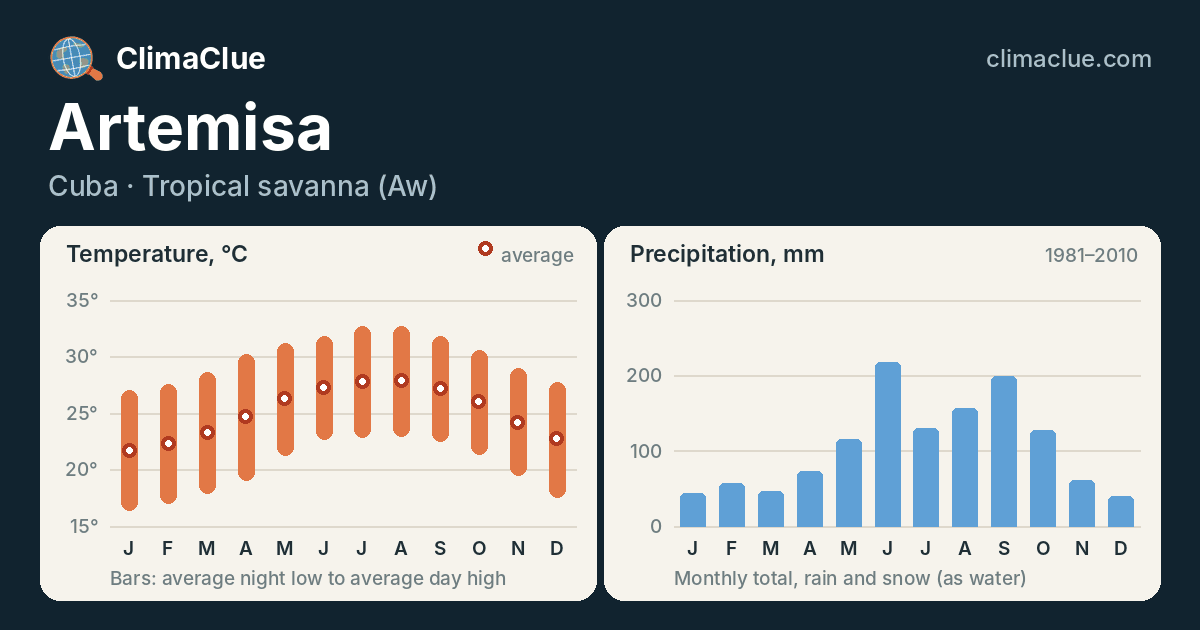 ClimaClue
climaclue.com
Artemisa
Cuba · Tropical savanna (Aw)
Temperature, °C
average
35°
30°
25°
20°
15°
J F M A M J J A S O N D
Bars: average night low to average day high
Precipitation, mm
1981–2010
300
200
100
0
J F M A M J J A S O N D
Monthly total, rain and snow (as water)